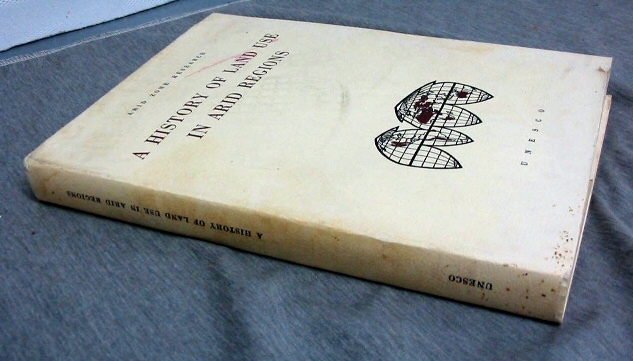 ARID ZONE RESEARCH
A HISTORY OF LAND USE
IN ARID REGIONS
UNESCO
A HISTORY OF LAND USE IN ARID REGIONS
UNESCO